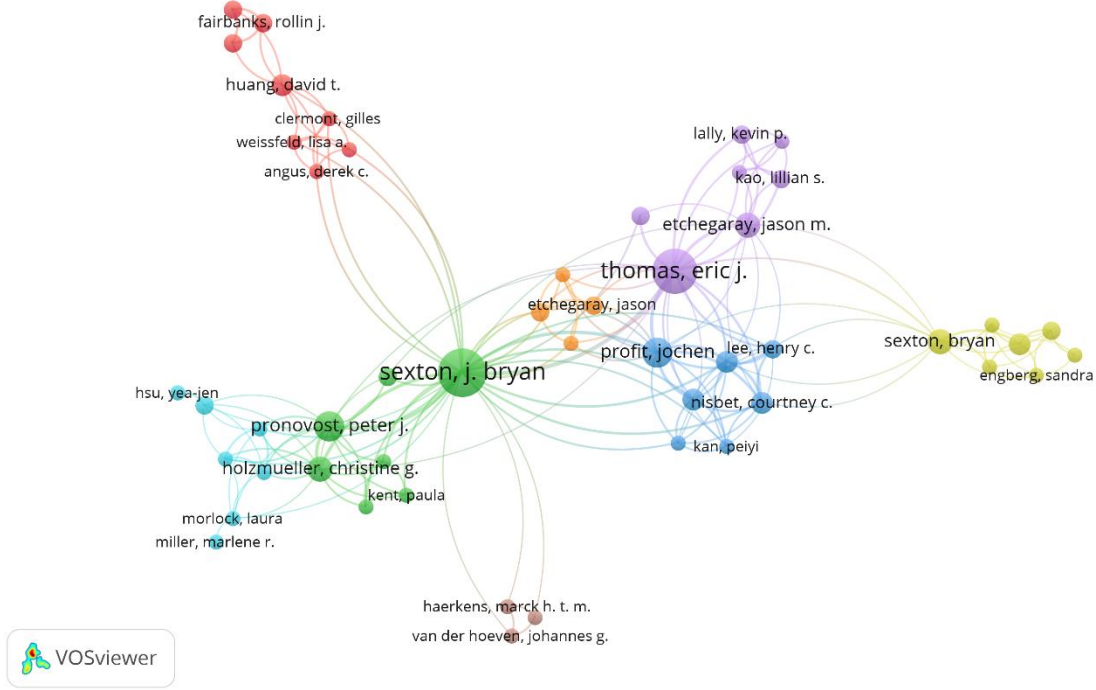 fairbanks, rollin j.
huang, david t.
clermont, gilles
weissfeld, lisa a.
angus, derek c.
lally, kevin p.
kao, lillian s.
etchegaray, jason m.
thomas, eric j.
etchegaray, jason
profit, jochen
lee, henry c.
sexton, bryan
engberg, sandra
sexton, j. bryan
hsu, yea-jen
nisbet, courtney c.
pronovost, peter j.
kan, peiyi
holzmueller, christine g.
kent, paula
morlock, laura
miller, marlene r.
haerkens, marck h. t. m.
van der hoeven, johannes g.
VOSviewer